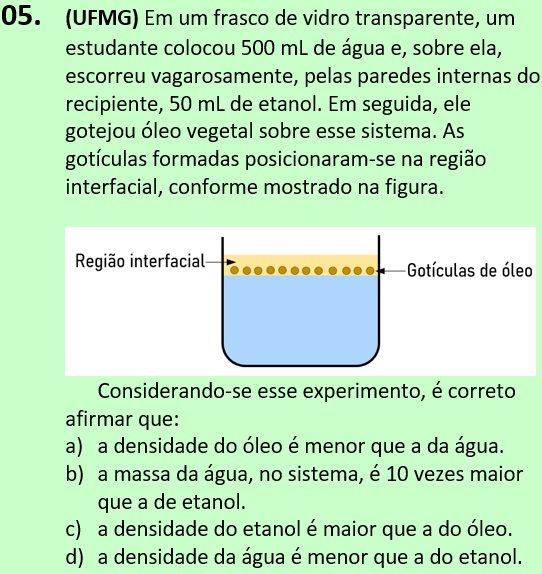 05. (UFMG) Em um frasco de vidro transparente, um
estudante colocou 500 mL de água e, sobre ela,
escorreu vagarosamente, pelas paredes internas do
recipiente, 50 mL de etanol. Em seguida, ele
gotejou óleo vegetal sobre esse sistema. As
gotículas formadas posicionaram-se na região
interfacial, conforme mostrado na figura.
Região interfacial
Gotículas de óleo
Considerando-se esse experimento, é correto
afirmar que:
a) a densidade do óleo é menor que a da água.
b) a massa da água, no sistema, é 10 vezes maior
que a de etanol.
c) a densidade do etanol é maior que a do óleo.
d) a densidade da água é menor que a do etanol.